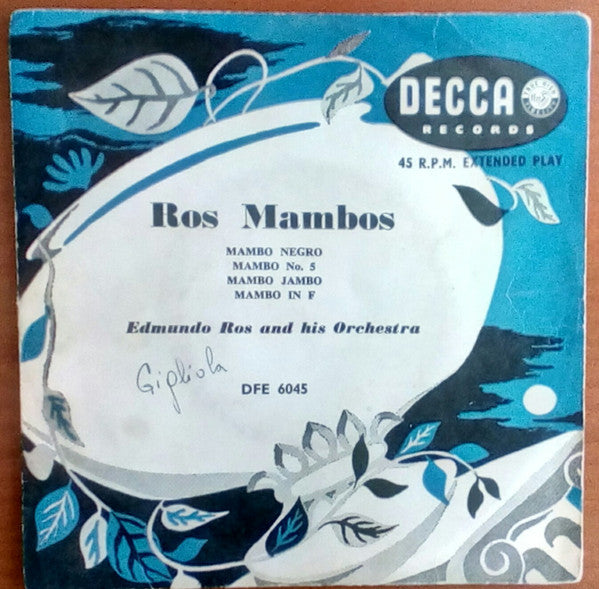 DECCA
RECORDS
45 R.P.M. EXTENDED PLAY
Ros Mambos
MAMBO NEGRO
MAMBO No. 5
MAMBO JAMBO
MAMBO IN F
Edmundo Ros and his Orchestra
Gipliola
DFE 6045